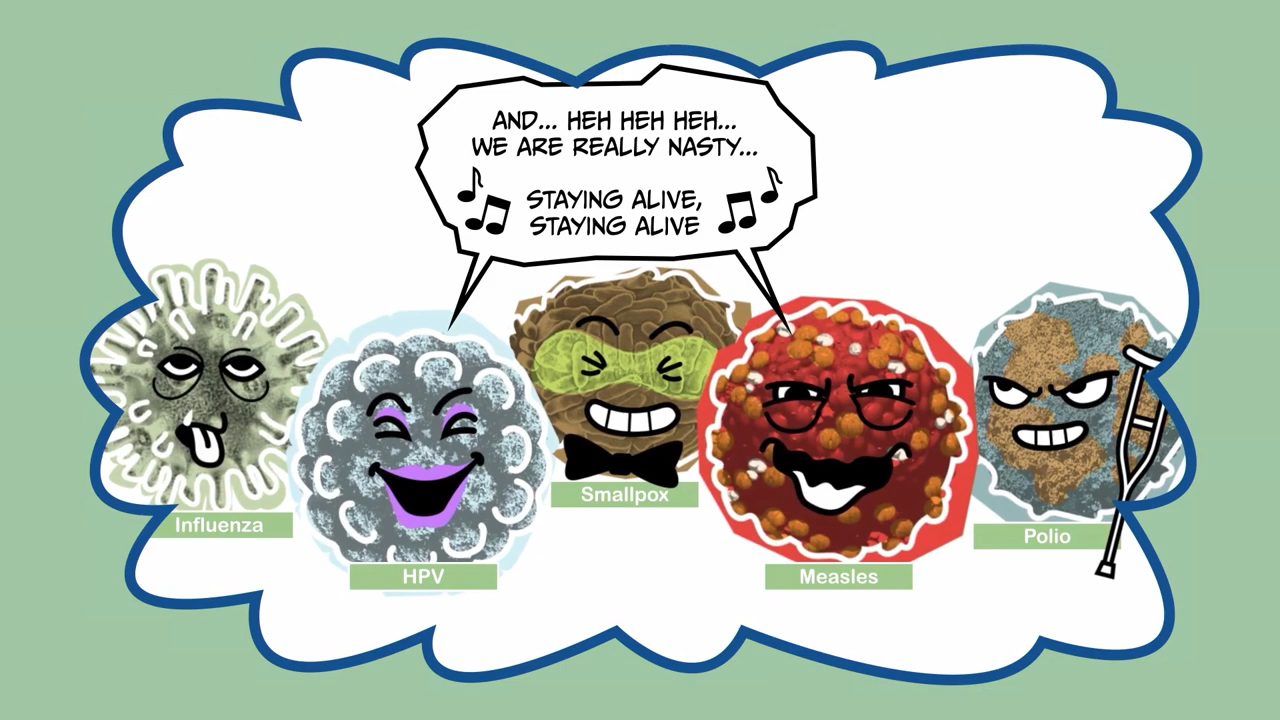 AND... HEH HEH HEH...
WE ARE REALLY NASTY...
STAYING ALIVE,
STAYING ALIVE
Influenza
HPV
Smallpox
Measles
Polio